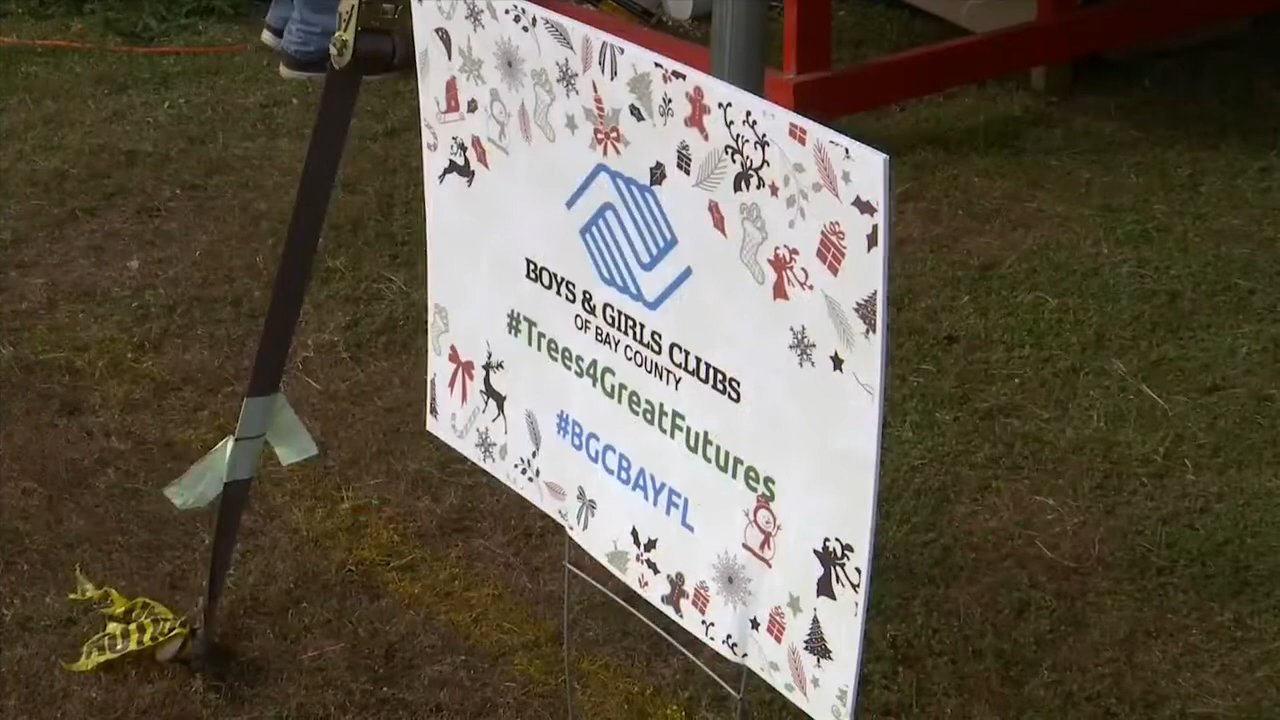 BOYS & GIRLS CLUBS
OF BAY COUNTY
#Trees4GreatFutures
#BGCBAYFL